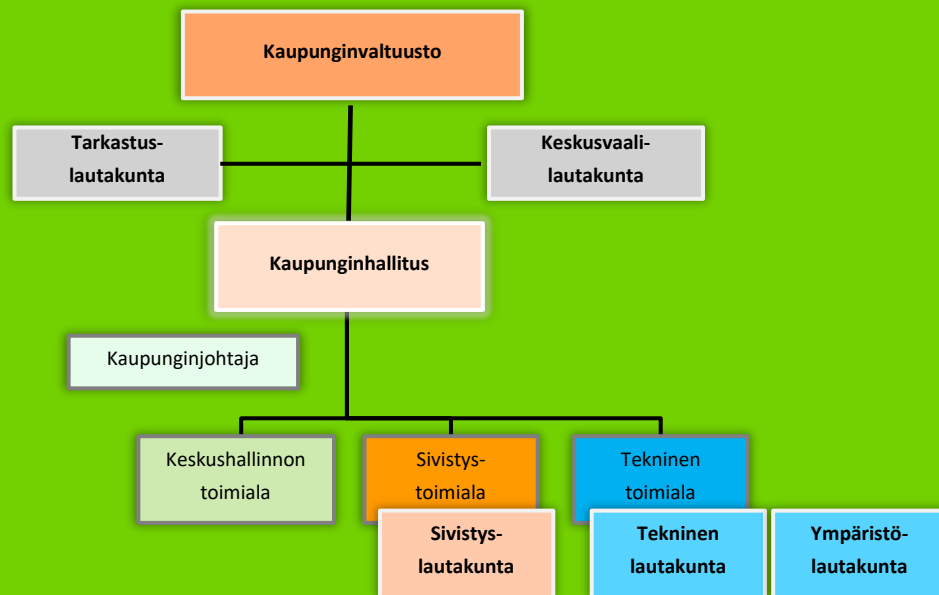 Kaupunginvaltuusto
Tarkastus-
lautakunta
Keskusvaali-
lautakunta
Kaupunginhallitus
Kaupunginjohtaja
Keskushallinnon
toimiala
Sivistys-
toimiala
Tekninen
toimiala
Sivistys-
lautakunta
Tekninen
lautakunta
Ympäristö-
lautakunta